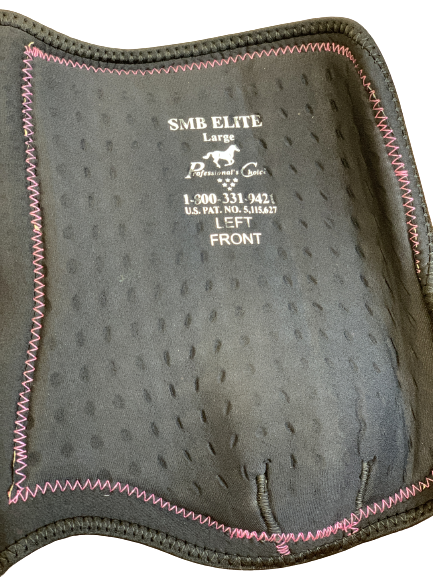 SMB ELITE
Large
Professional's Choice
1-800-331-9421
U.S. PAT. NO. 5,115,627
LEFT
FRONT